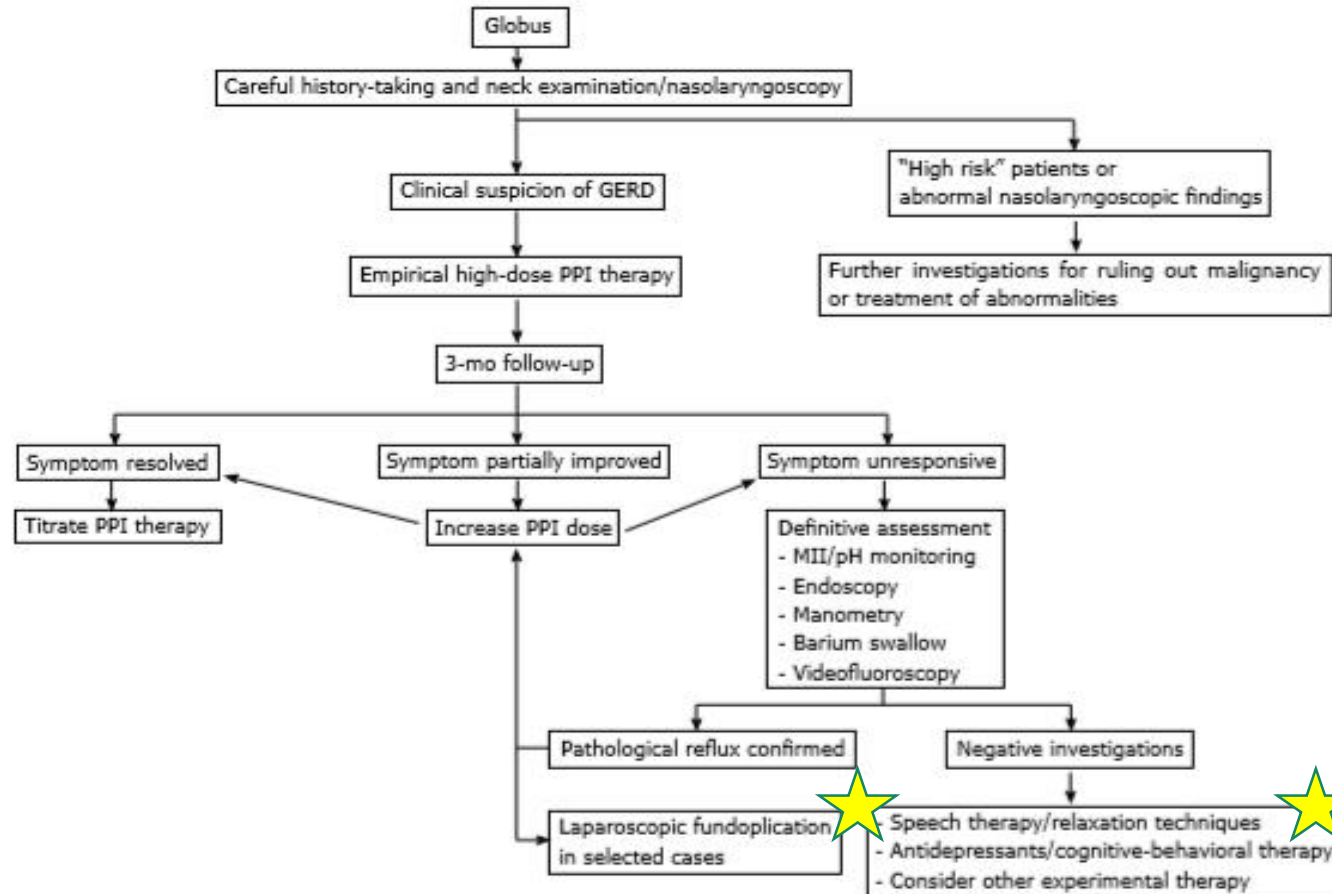 Globus
Careful history-taking and neck examination/nasolaryngoscopy
"High risk" patients or
abnormal nasolaryngoscopic findings
Clinical suspicion of GERD
Further investigations for ruling out malignancy
or treatment of abnormalities
Empirical high-dose PPI therapy
3-mo follow-up
Symptom resolved
Symptom partially improved
Symptom unresponsive
Titrate PPI therapy
Increase PPI dose
Definitive assessment
- MII/pH monitoring
- Endoscopy
- Manometry
- Barium swallow
- Videofluoroscopy
Pathological reflux confirmed
Negative investigations
Laparoscopic fundoplication
in selected cases
- Speech therapy/relaxation techniques
- Antidepressants/cognitive-behavioral therapy
- Consider other experimental therapy